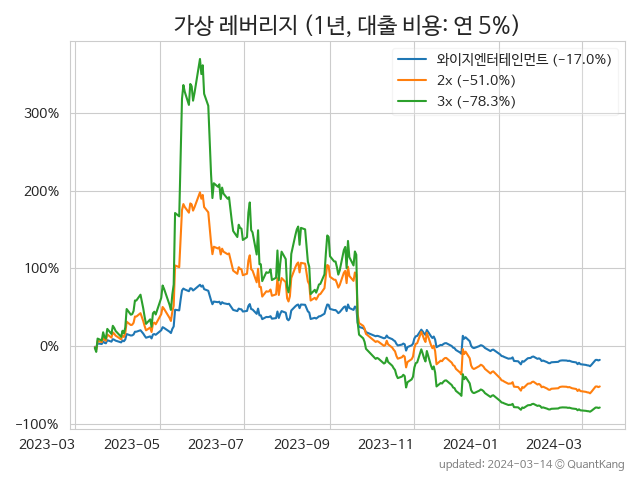 가상 레버리지 (1년, 대출 비용: 연 5%)
와이지엔터테인먼트 (−17.0%)
2x (−51.0%)
3x (−78.3%)
300%
200%
100%
0%
−100%
2023-03 2023-05 2023-07 2023-09 2023-11 2024-01 2024-03
updated: 2024-03-14 © QuantKang